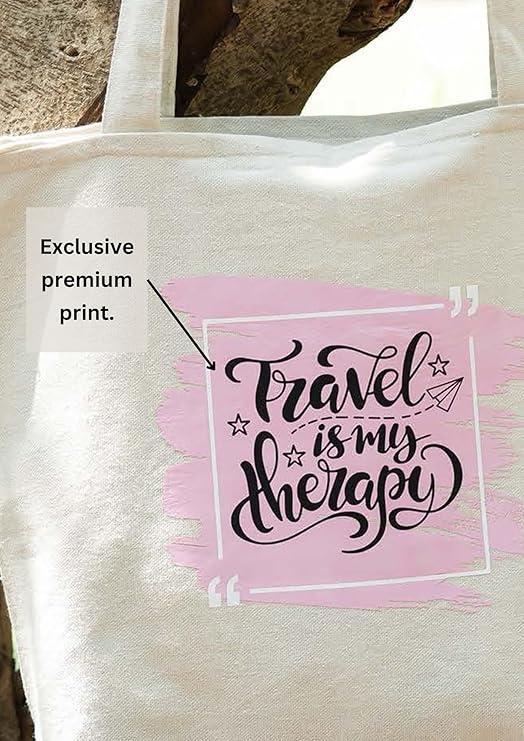 Exclusive
premium
print.
”
Travel
is my
therapy
“